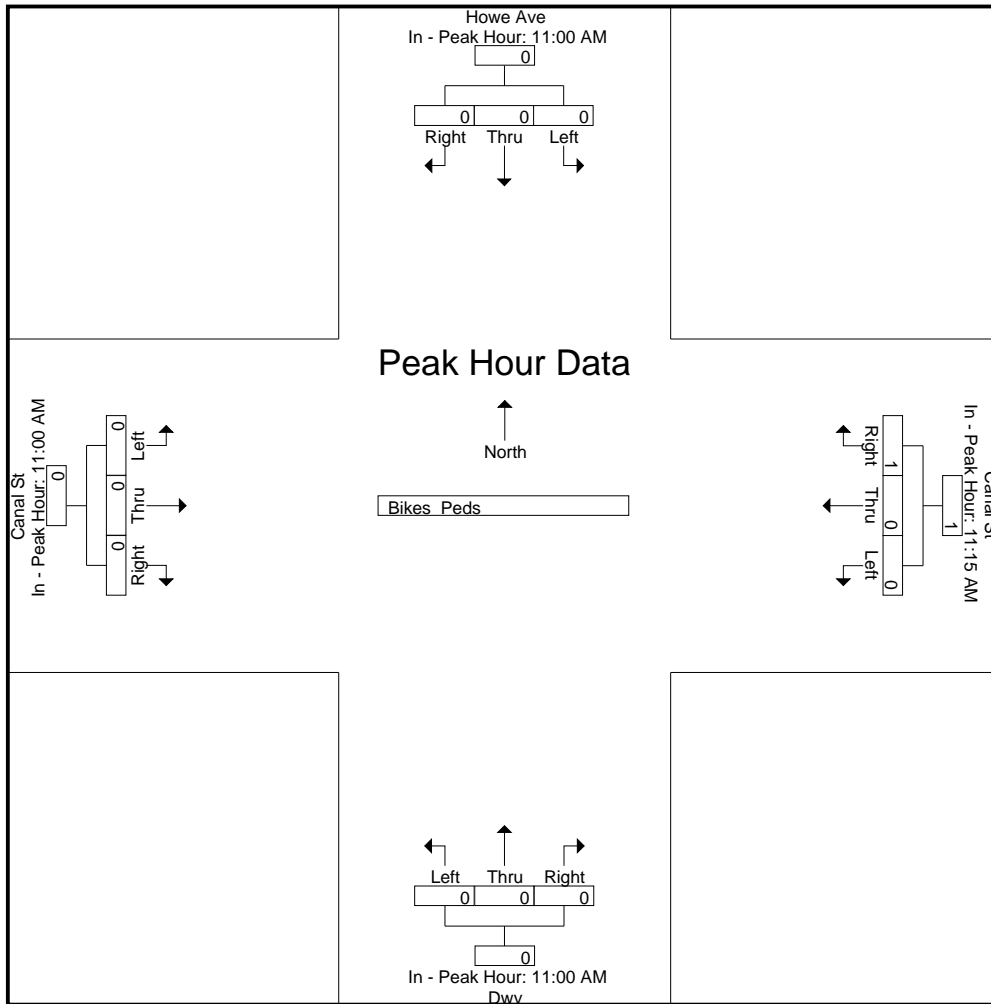 Howe Ave
In - Peak Hour: 11:00 AM
0
0 0 0
Right Thru Left
Peak Hour Data
North
Bikes Peds
Canal St
In - Peak Hour: 11:00 AM
0
0 0 0
Left Thru Right
Canal St
In - Peak Hour: 11:15 AM
1
1 0 0
Right Thru Left
Left Thru Right
0 0 0
0
In - Peak Hour: 11:00 AM
Dwy